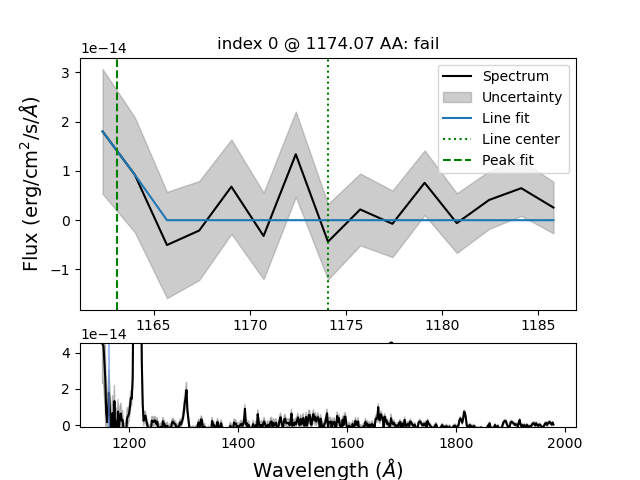 index 0 @ 1174.07 AA: fail
1e−14
3
2
1
0
−1
Flux (erg/cm²/s/Å)
Spectrum
Uncertainty
Line fit
Line center
Peak fit
1165
1170
1175
1180
1185
1e−14
4
2
0
1200
1400
1600
1800
2000
Wavelength (Å)